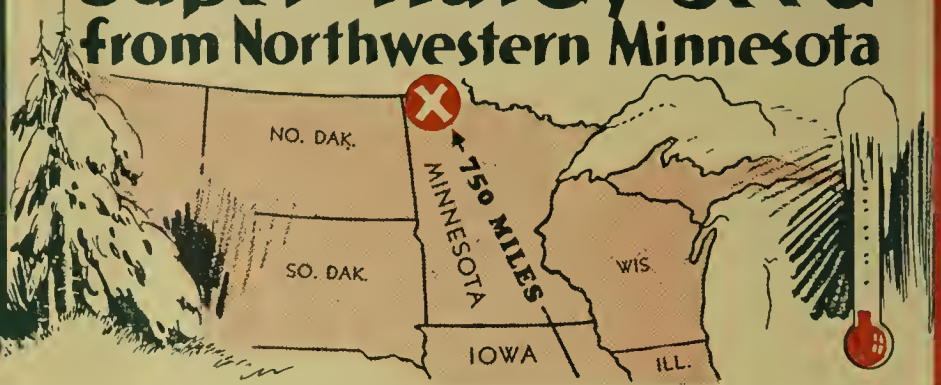 from Northwestern Minnesota
X
NO. DAK.
750 MILES
MINNESOTA
SO. DAK.
WIS.
IOWA
ILL.